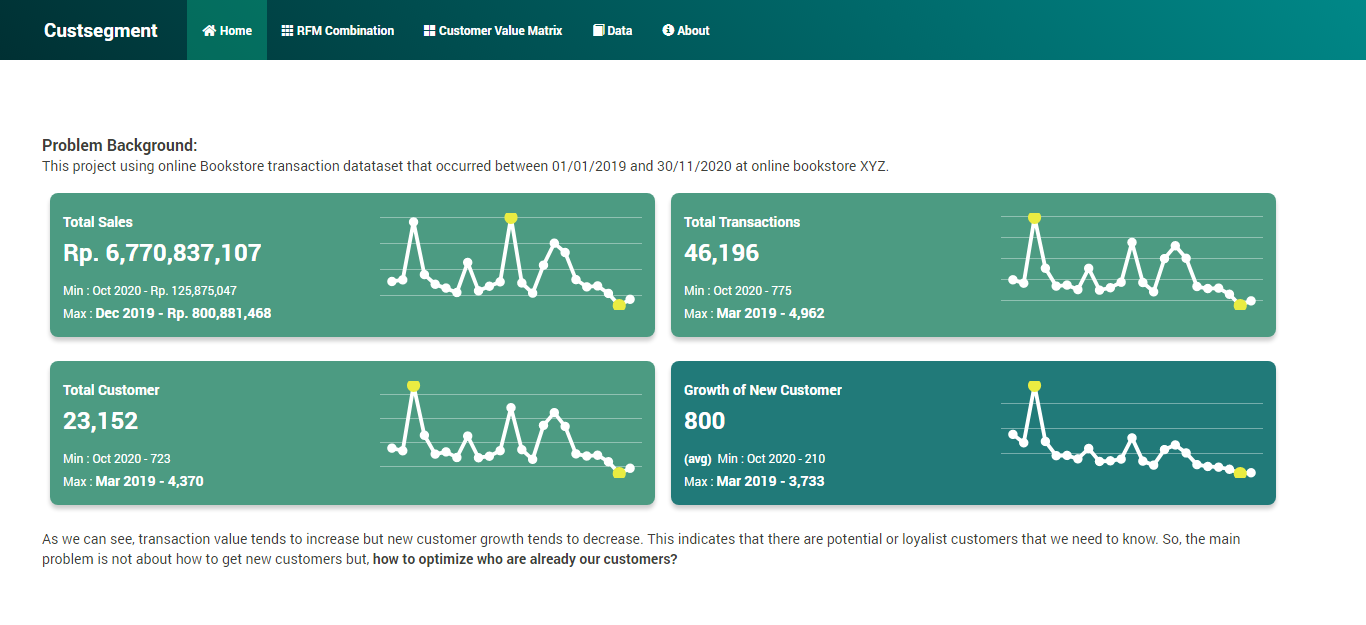 Custsegment
Home
RFM Combination
Customer Value Matrix
Data
About
Problem Background:
This project using online Bookstore transaction datataset that occurred between 01/01/2019 and 30/11/2020 at online bookstore XYZ.
Total Sales
Rp. 6,770,837,107
Min : Oct 2020 - Rp. 125,875,047
Max : Dec 2019 - Rp. 800,881,468
Total Transactions
46,196
Min : Oct 2020 - 775
Max : Mar 2019 - 4,962
Total Customer
23,152
Min : Oct 2020 - 723
Max : Mar 2019 - 4,370
Growth of New Customer
800
(avg) Min : Oct 2020 - 210
Max : Mar 2019 - 3,733
As we can see, transaction value tends to increase but new customer growth tends to decrease. This indicates that there are potential or loyalist customers that we need to know. So, the main
problem is not about how to get new customers but, how to optimize who are already our customers?